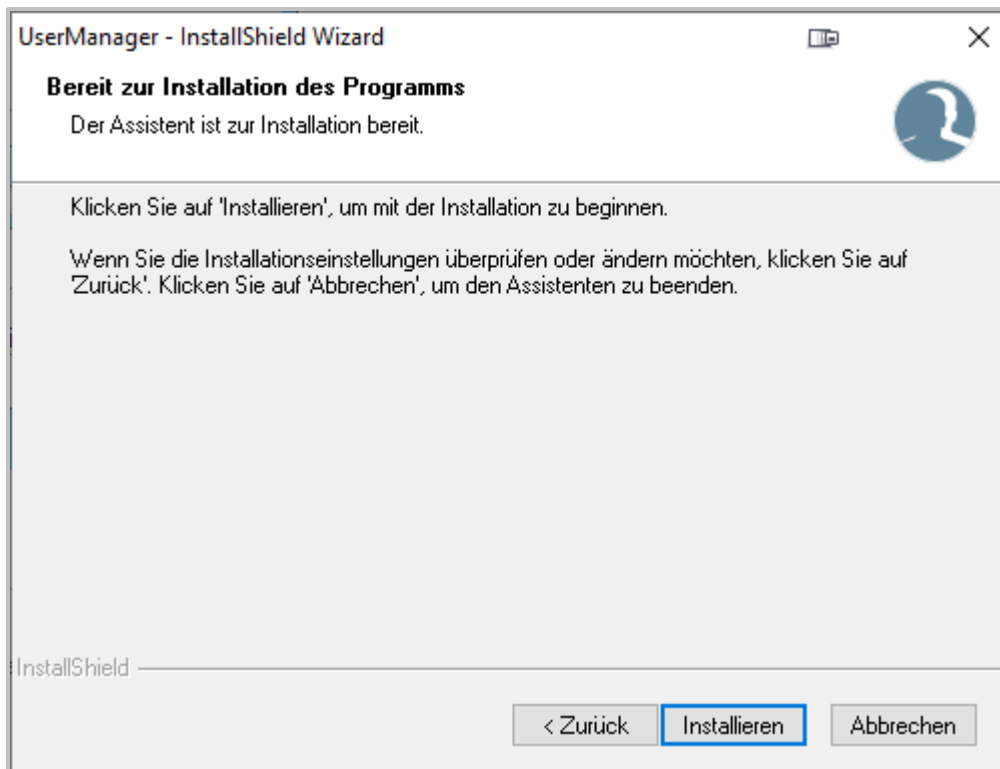 UserManager - InstallShield Wizard
Bereit zur Installation des Programms
Der Assistent ist zur Installation bereit.
Klicken Sie auf 'Installieren', um mit der Installation zu beginnen.
Wenn Sie die Installationseinstellungen überprüfen oder ändern möchten, klicken Sie auf
'Zurück'. Klicken Sie auf 'Abbrechen', um den Assistenten zu beenden.
InstallShield
< Zurück Installieren Abbrechen